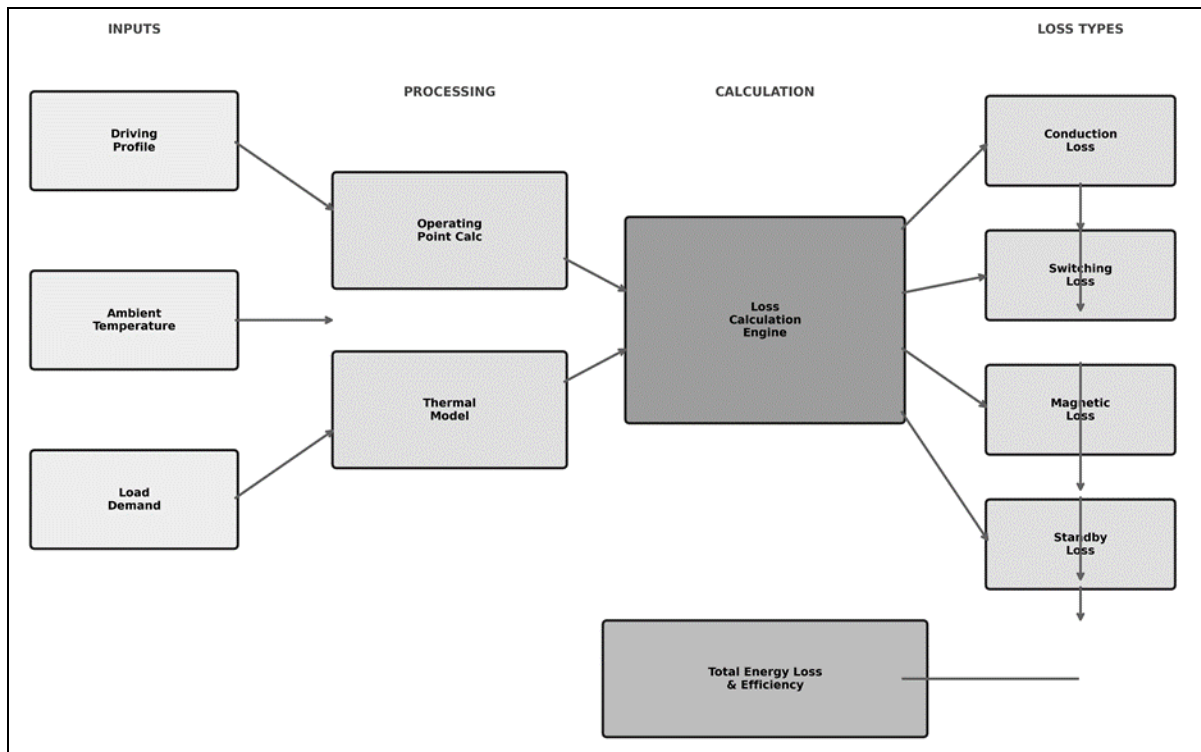 INPUTS
LOSS TYPES
PROCESSING
CALCULATION
Driving
Profile
Ambient
Temperature
Load
Demand
Operating
Point Calc
Thermal
Model
Loss
Calculation
Engine
Conduction
Loss
Switching
Loss
Magnetic
Loss
Standby
Loss
Total Energy Loss
& Efficiency